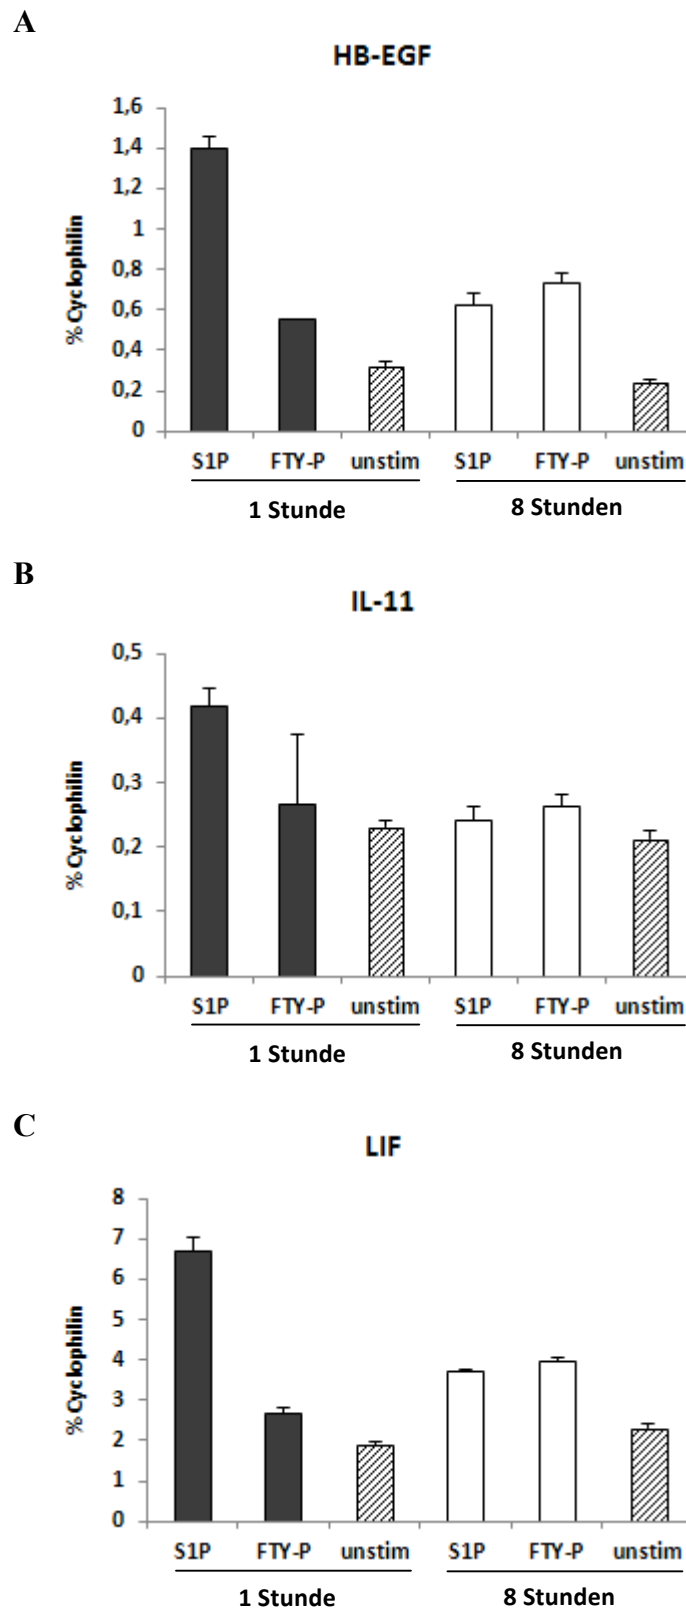 A
HB-EGF
% Cyclophilin
1,6
1,4
1,2
1
0,8
0,6
0,4
0,2
0
S1P FTY-P unstim S1P FTY-P unstim
1 Stunde 8 Stunden
B
IL-11
% Cyclophilin
0,5
0,4
0,3
0,2
0,1
0
S1P FTY-P unstim S1P FTY-P unstim
1 Stunde 8 Stunden
C
LIF
% Cyclophilin
8
7
6
5
4
3
2
1
0
S1P FTY-P unstim S1P FTY-P unstim
1 Stunde 8 Stunden